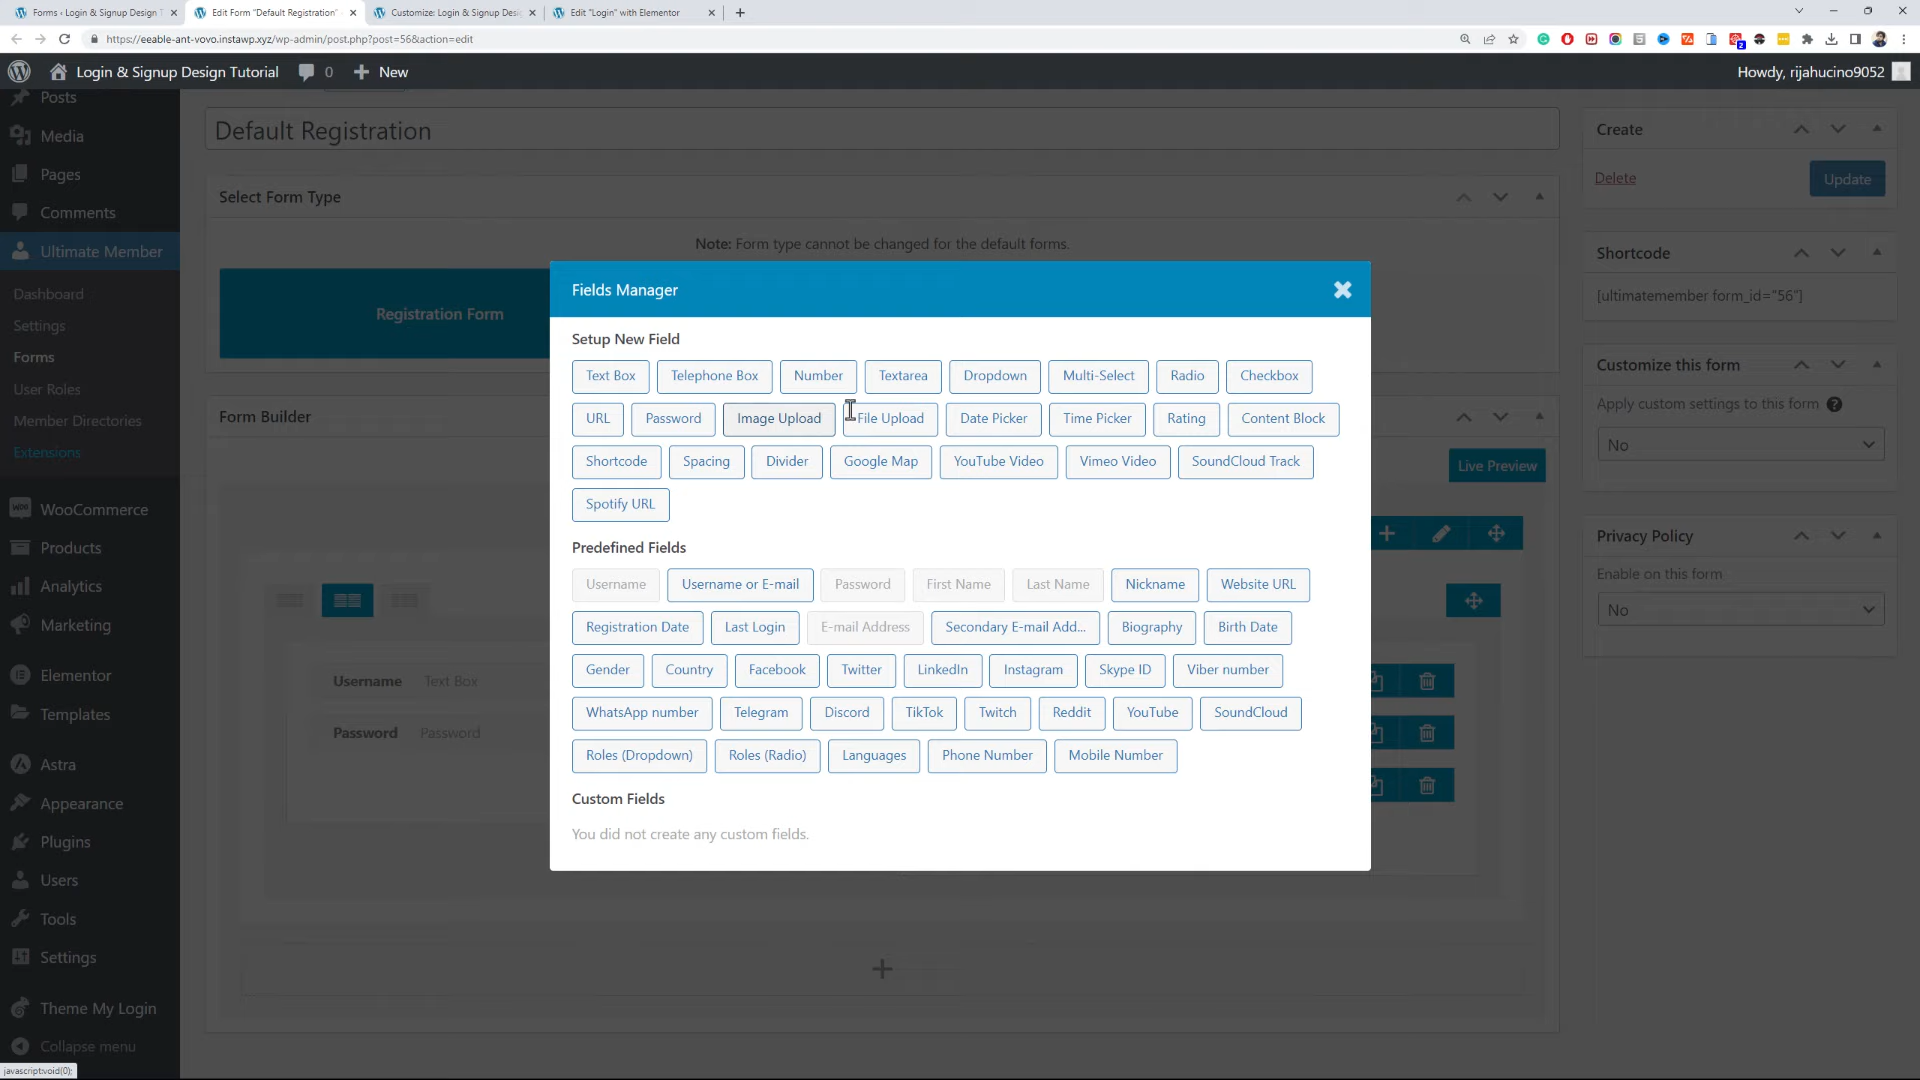 Forms ‹ Login & Signup Design T
Edit Form "Default Registration"
Customize: Login & Signup Desi
Edit "Login" with Elementor
https://eeable-ant-vovo.instawp.xyz/wp-admin/post.php?post=56&action=edit
2
Login & Signup Design Tutorial
0
New
Howdy, rijahucino9052
Posts
Media
Pages
Comments
Ultimate Member
Dashboard
Settings
Forms
User Roles
Member Directories
Extensions
WooCommerce
Products
Analytics
Marketing
Elementor
Templates
Astra
Appearance
Plugins
Users
Tools
Settings
Theme My Login
Collapse menu
javascript:void(0);
Default Registration
Select Form Type
Note: Form type cannot be changed for the default forms.
Registration Form
Form Builder
Live Preview
Username Text Box
Password Password
Fields Manager
Setup New Field
Text Box Telephone Box Number Textarea Dropdown Multi-Select Radio Checkbox
URL Password Image Upload File Upload Date Picker Time Picker Rating Content Block
Shortcode Spacing Divider Google Map YouTube Video Vimeo Video SoundCloud Track
Spotify URL
Predefined Fields
Username Username or E-mail Password First Name Last Name Nickname Website URL
Registration Date Last Login E-mail Address Secondary E-mail Add... Biography Birth Date
Gender Country Facebook Twitter LinkedIn Instagram Skype ID Viber number
WhatsApp number Telegram Discord TikTok Twitch Reddit YouTube SoundCloud
Roles (Dropdown) Roles (Radio) Languages Phone Number Mobile Number
Custom Fields
You did not create any custom fields.
Create
Delete
Update
Shortcode
[ultimatemember form_id="56"]
Customize this form
Apply custom settings to this form ?
No
Privacy Policy
Enable on this form
No